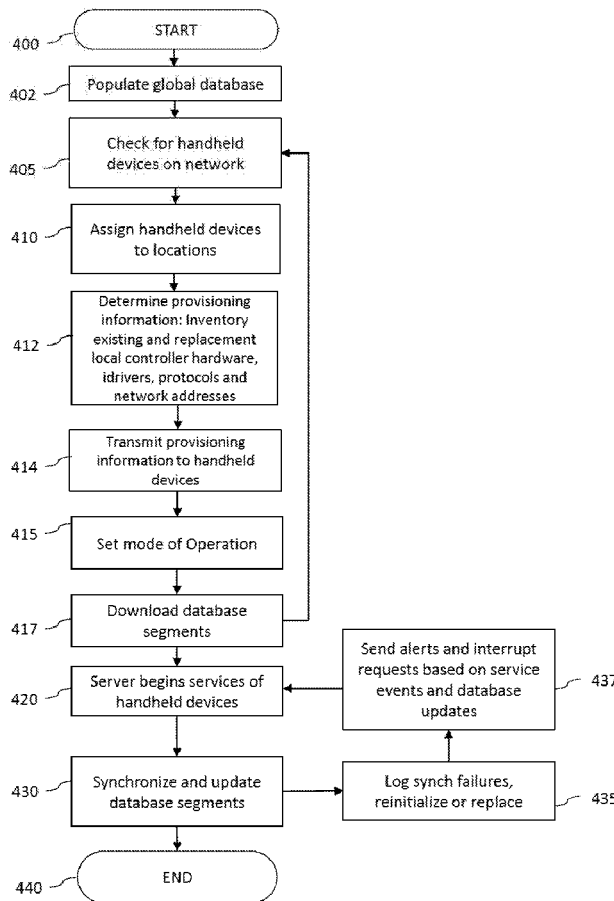 START
400
Populate global database
402
Check for handheld
devices on network
405
Assign handheld devices
to locations
410
Determine provisioning
information: Inventory
existing and replacement
local controller hardware,
idrivers, protocols and
network addresses
412
Transmit provisioning
information to handheld
devices
414
415
Set mode of Operation
Download database
segments
417
Send alerts and interrupt
requests based on service
events and database
updates
437
Server begins services of
handheld devices
420
Synchronize and update
database segments
430
Log synch failures,
reinitialize or replace
435
END
440